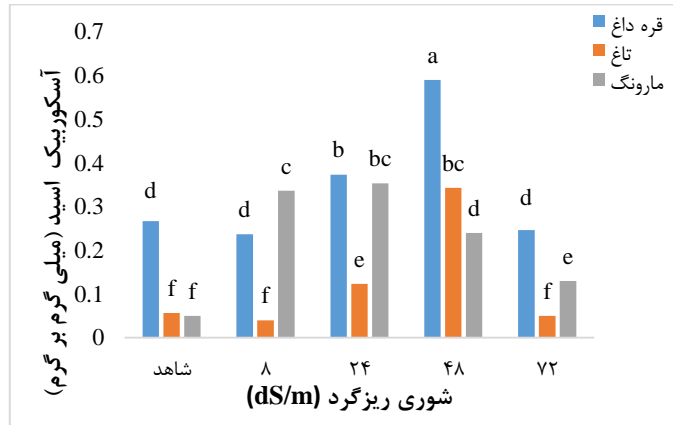 آسکوربیک اسید (میلی گرم بر گرم)
0.7
0.6
0.5
0.4
0.3
0.2
0.1
0
قره داغ
تاغ
مارونگ
d f f
d f c
b e bc
a bc d
d f e
شاهد ۸ ۲۴ ۴۸ ۷۲
شوری ریزگرد (dS/m)